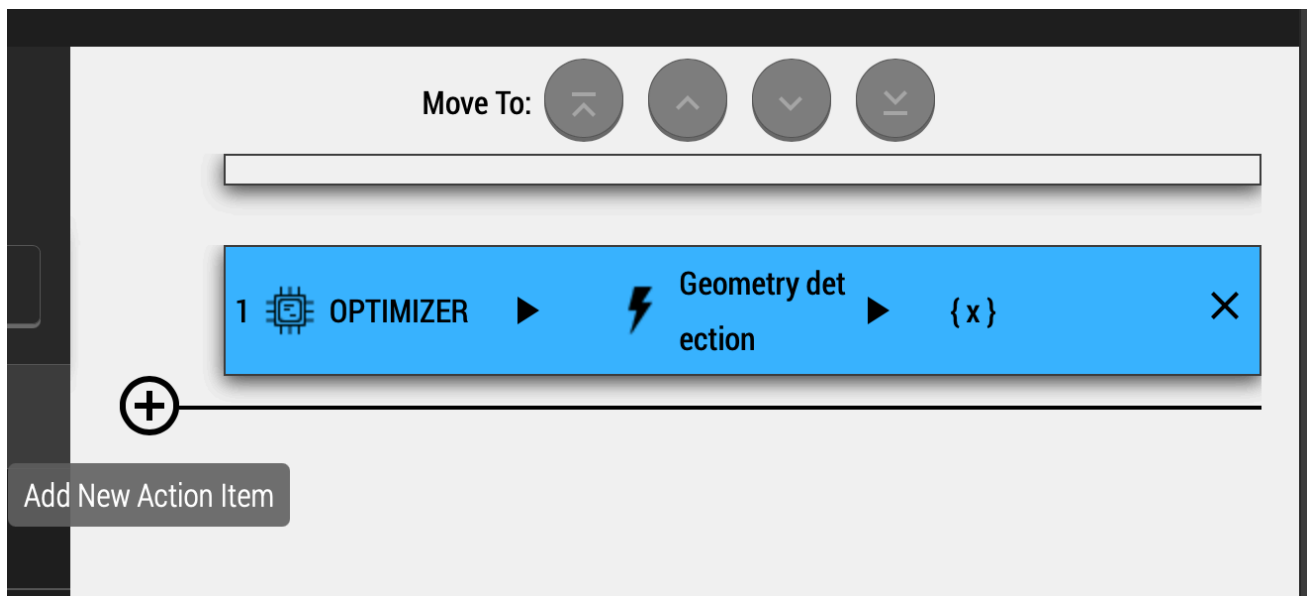 Move To:
1 OPTIMIZER
Geometry det
ection
{x}
Add New Action Item